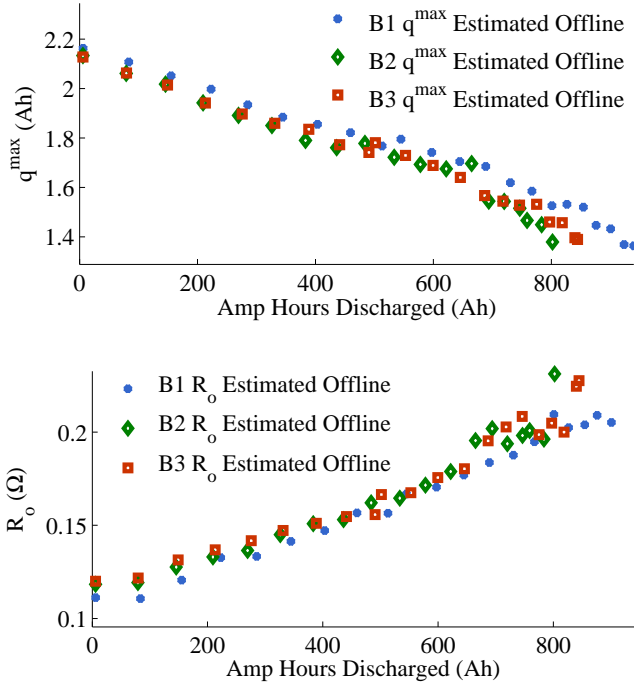 B1 q^max Estimated Offline
B2 q^max Estimated Offline
B3 q^max Estimated Offline
2.2
2
1.8
1.6
1.4
q^max (Ah)
0 200 400 600 800
Amp Hours Discharged (Ah)
B1 R_o Estimated Offline
B2 R_o Estimated Offline
B3 R_o Estimated Offline
0.2
0.15
0.1
R_o (Ω)
0 200 400 600 800
Amp Hours Discharged (Ah)